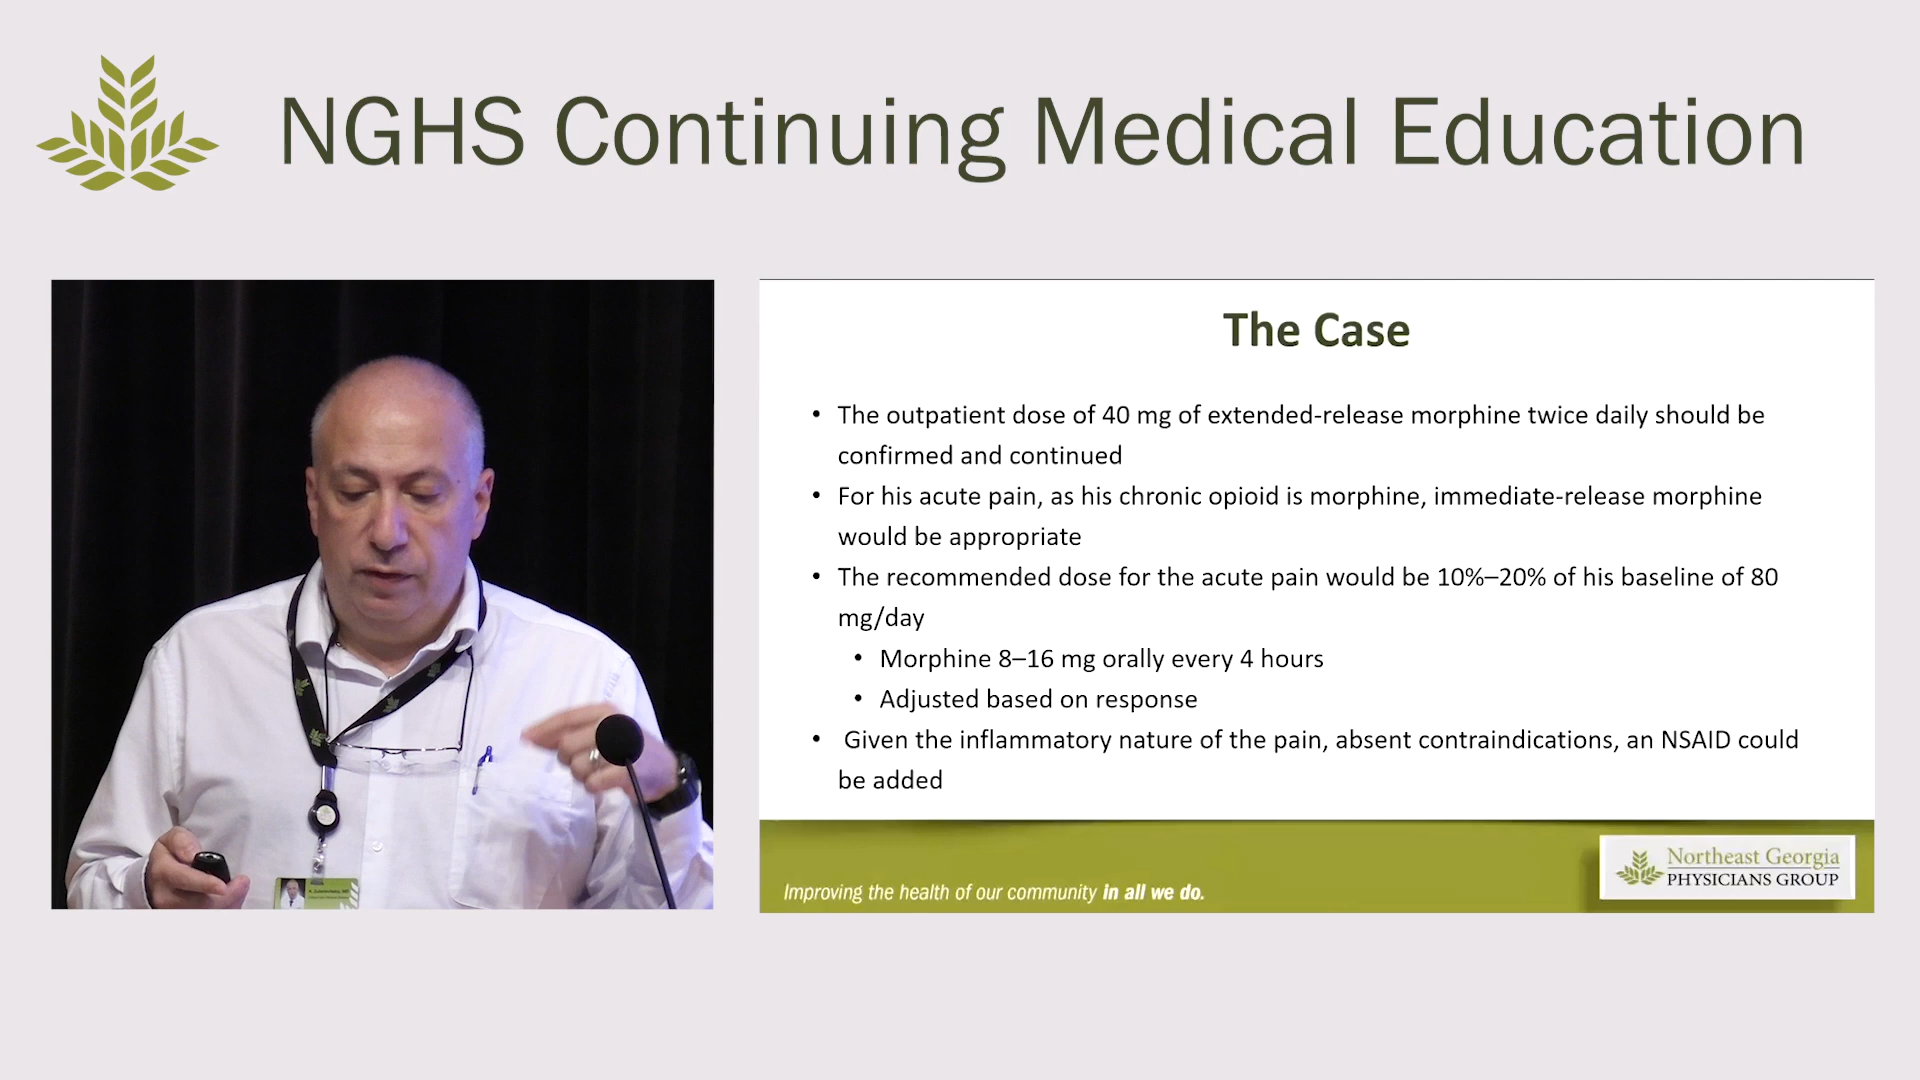 NGHS Continuing Medical Education
The Case
• The outpatient dose of 40 mg of extended-release morphine twice daily should be
confirmed and continued
• For his acute pain, as his chronic opioid is morphine, immediate-release morphine
would be appropriate
• The recommended dose for the acute pain would be 10%–20% of his baseline of 80
mg/day
• Morphine 8–16 mg orally every 4 hours
• Adjusted based on response
• Given the inflammatory nature of the pain, absent contraindications, an NSAID could
be added
Improving the health of our community in all we do.
Northeast Georgia
PHYSICIANS GROUP